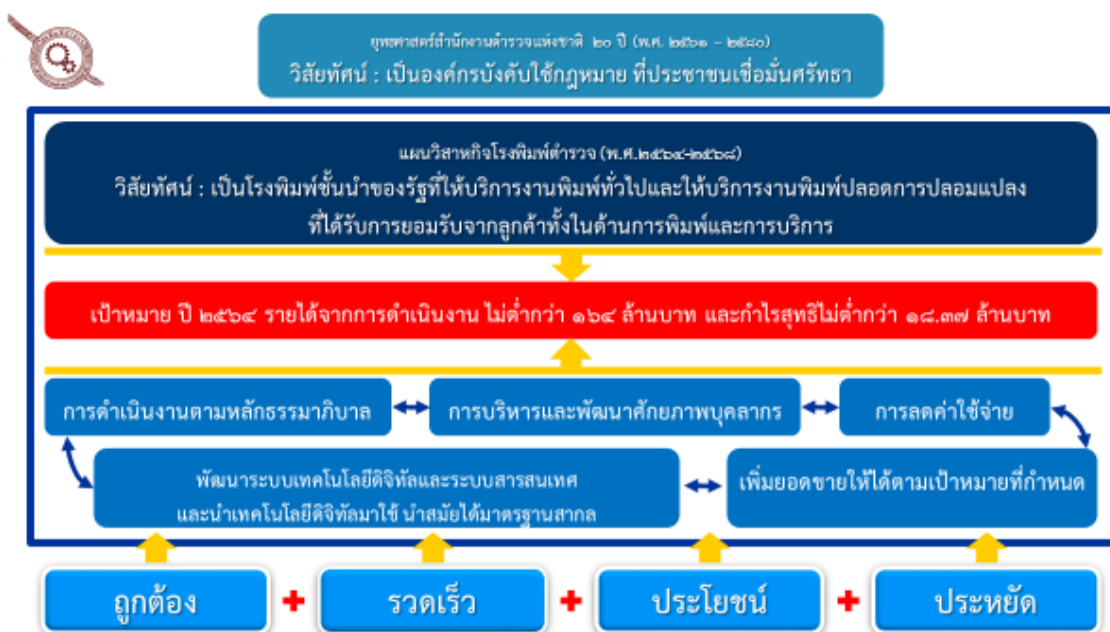 ยุทธศาสตร์สำนักงานตำรวจแห่งชาติ ๒๐ ปี (พ.ศ. ๒๕๖๑ - ๒๕๘๐)
วิสัยทัศน์ : เป็นองค์กรบังคับใช้กฎหมาย ที่ประชาชนเชื่อมั่นศรัทธา
แผนวิสาหกิจโรงพิมพ์ตำรวจ (พ.ศ.๒๕๖๔-๒๕๖๘)
วิสัยทัศน์ : เป็นโรงพิมพ์ชั้นนำของรัฐที่ให้บริการงานพิมพ์ทั่วไปและให้บริการงานพิมพ์ปลอดการปลอมแปลง
ที่ได้รับการยอมรับจากลูกค้าทั้งในด้านการพิมพ์และการบริการ
เป้าหมาย ปี ๒๕๖๔ รายได้จากการดำเนินงาน ไม่ต่ำกว่า ๑๖๔ ล้านบาท และกำไรสุทธิไม่ต่ำกว่า ๑๘.๓๗ ล้านบาท
การดำเนินงานตามหลักธรรมาภิบาล
การบริหารและพัฒนาศักยภาพบุคลากร
การลดค่าใช้จ่าย
พัฒนาระบบเทคโนโลยีดิจิทัลและระบบสารสนเทศ
และนำเทคโนโลยีดิจิทัลมาใช้ นำสมัยได้มาตรฐานสากล
เพิ่มยอดขายให้ได้ตามเป้าหมายที่กำหนด
ถูกต้อง + รวดเร็ว + ประโยชน์ + ประหยัด